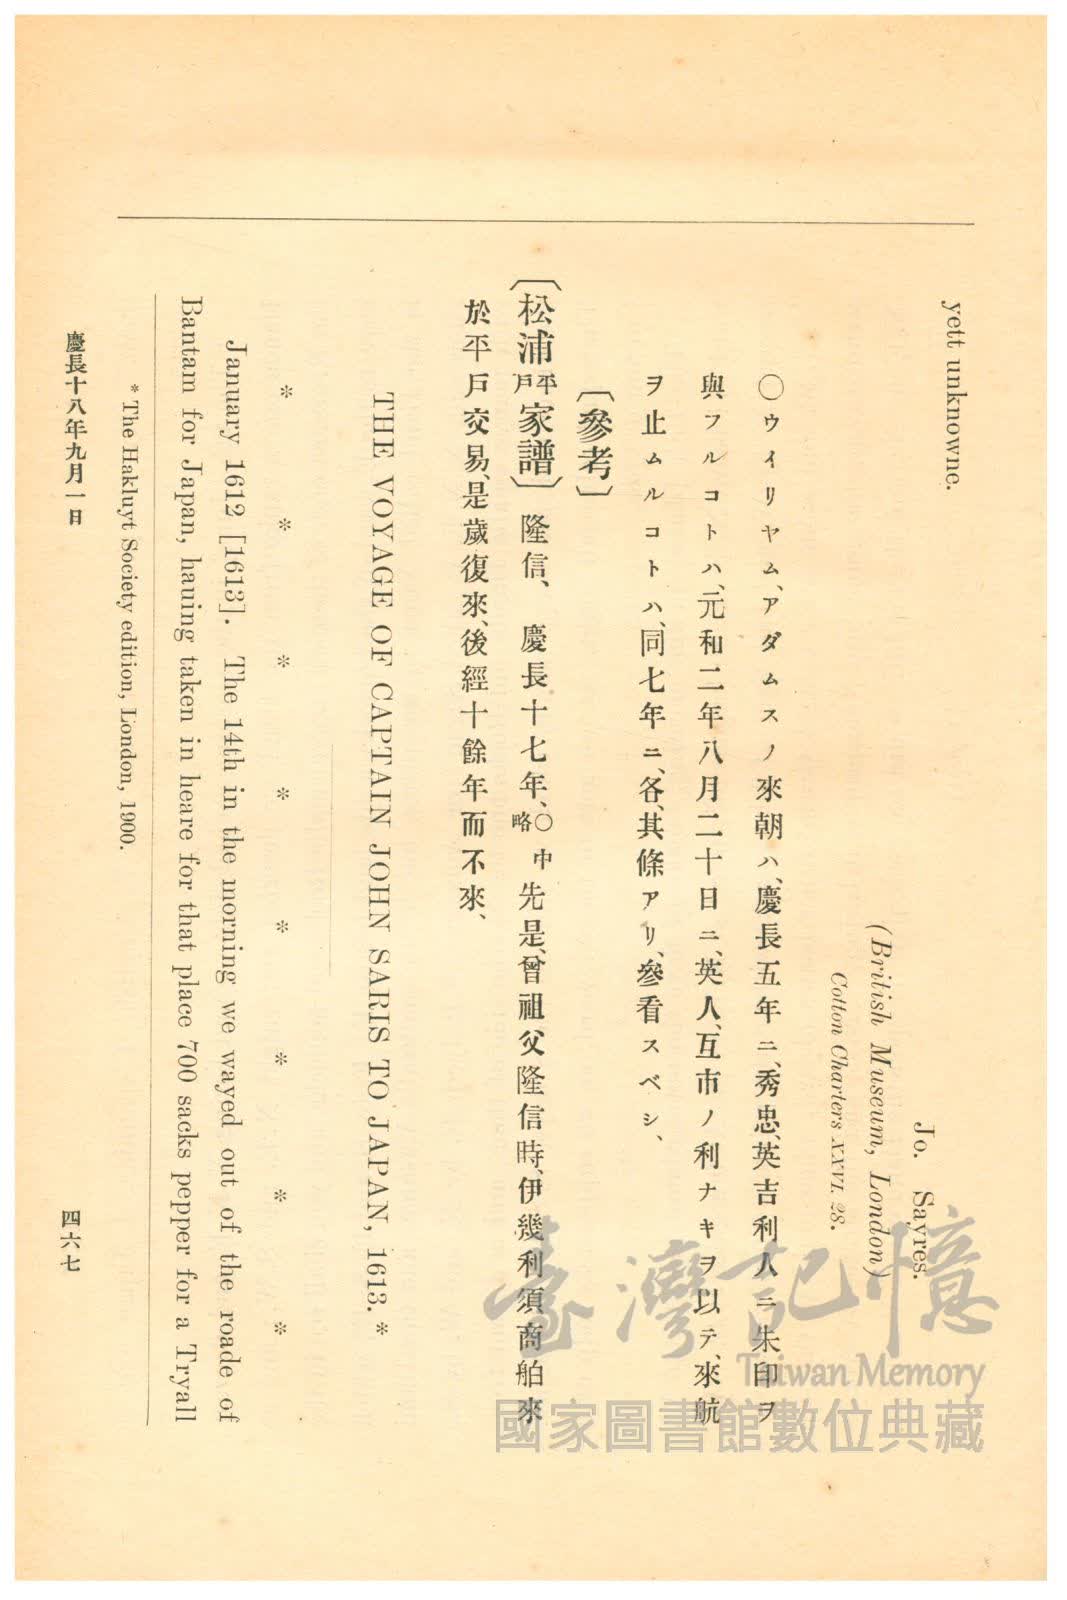 yett unknowne.
Jo. Sayres.
(British Museum, London)
Cotton Charters XXVI. 28.
〇ウイリヤム、アダムスノ來朝ハ、慶長五年ニ、秀忠、英吉利人ニ朱印ヲ
與フルコトハ、元和二年八月二十日ニ、英人、互市ノ利ナキヲ以テ、來航
ヲ止ムルコトハ、同七年ニ、各、其條アリ、參看スベシ、
〔參考〕
〔松浦平戶家譜〕 隆信、 慶長十七年、〇中略 先是、曾祖父隆信時、伊幾利須商舶來
於平戶交易、是歲復來、後經十餘年而不來、
THE VOYAGE OF CAPTAIN JOHN SARIS TO JAPAN, 1613. *
* * * * * * * *
January 1612 [1613]. The 14th in the morning we wayed out of the roade of
Bantam for Japan, hauing taken in heare for that place 700 sacks pepper for a Tryall
* The Hakluyt Society edition, London, 1900.
慶長十八年九月一日
四六七
臺灣記憶
Taiwan Memory
國家圖書館數位典藏